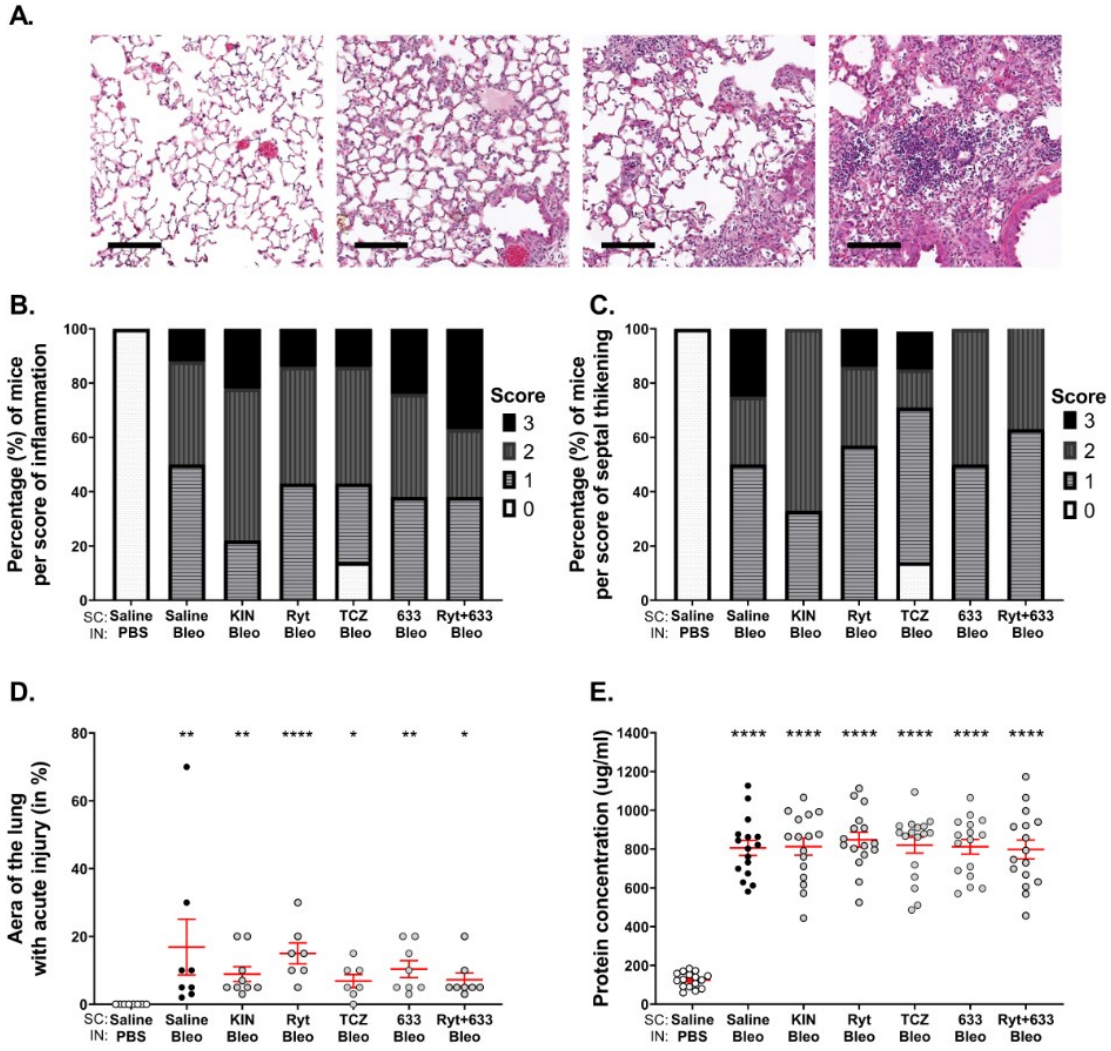 A.
B.
Percentage (%) of mice
per score of inflammation
100
80
60
40
20
0
Score
3
2
1
0
SC: Saline Saline KIN Ryt TCZ 633 Ryt+633
IN: PBS Bleo Bleo Bleo Bleo Bleo Bleo
C.
Percentage (%) of mice
per score of septal thikening
100
80
60
40
20
0
Score
3
2
1
0
SC: Saline Saline KIN Ryt TCZ 633 Ryt+633
IN: PBS Bleo Bleo Bleo Bleo Bleo Bleo
D.
Aera of the lung
with acute injury (in %)
80
60
40
20
0
** ** **** * ** *
SC: Saline Saline KIN Ryt TCZ 633 Ryt+633
IN: PBS Bleo Bleo Bleo Bleo Bleo Bleo
E.
Protein concentration (ug/ml)
1400
1200
1000
800
600
400
200
0
**** **** **** **** **** ****
SC: Saline Saline KIN Ryt TCZ 633 Ryt+633
IN: PBS Bleo Bleo Bleo Bleo Bleo Bleo